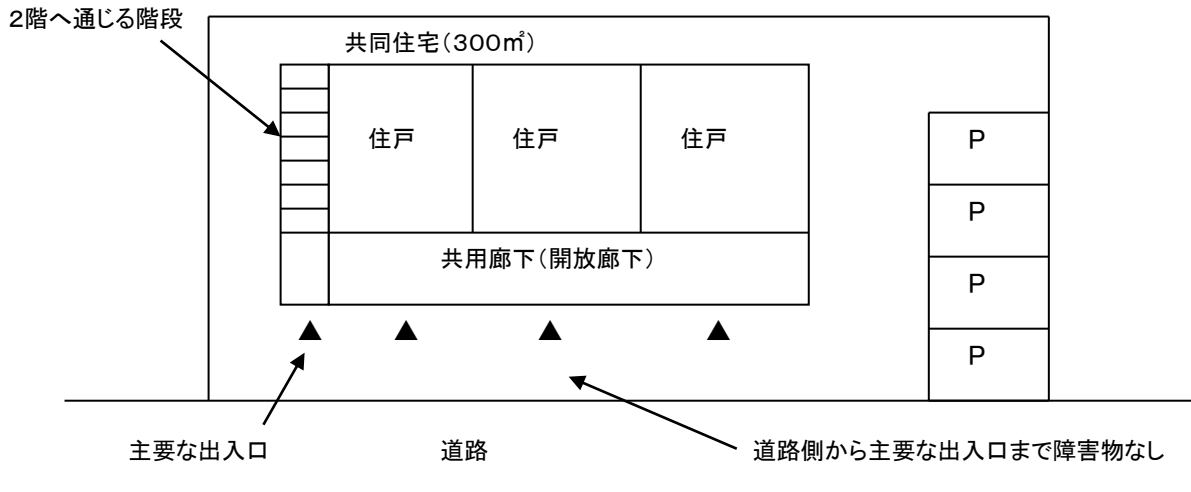 2階へ通じる階段
共同住宅(300㎡)
住戸
住戸
住戸
P
P
P
P
共用廊下(開放廊下)
主要な出入口
道路
道路側から主要な出入口まで障害物なし